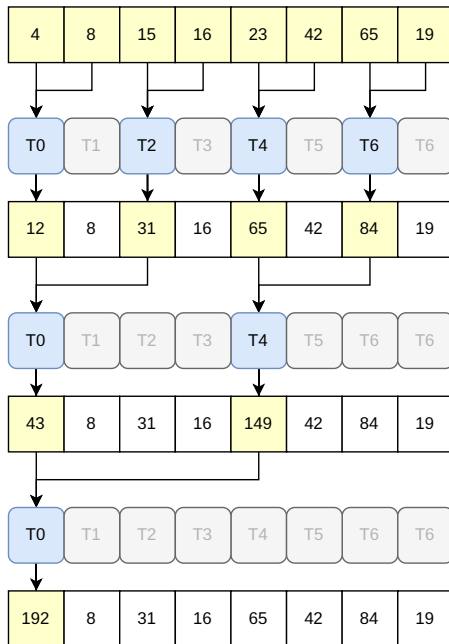 4 8 15 16 23 42 65 19
T0 T1 T2 T3 T4 T5 T6 T6
12 8 31 16 65 42 84 19
T0 T1 T2 T3 T4 T5 T6 T6
43 8 31 16 149 42 84 19
T0 T1 T2 T3 T4 T5 T6 T6
192 8 31 16 65 42 84 19